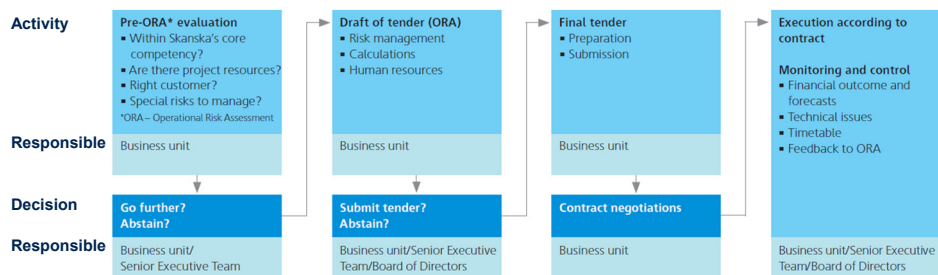 Activity
Pre-ORA* evaluation
▪ Within Skanska's core
competency?
▪ Are there project resources?
▪ Right customer?
▪ Special risks to manage?
*ORA – Operational Risk Assessment
Draft of tender (ORA)
▪ Risk management
▪ Calculations
▪ Human resources
Final tender
▪ Preparation
▪ Submission
Execution according to
contract
Monitoring and control
▪ Financial outcome and
forecasts
▪ Technical issues
▪ Timetable
▪ Feedback to ORA
Responsible
Business unit
Business unit
Business unit
Decision
Go further?
Abstain?
Submit tender?
Abstain?
Contract negotiations
Responsible
Business unit/
Senior Executive Team
Business unit/Senior Executive
Team/Board of Directors
Business unit
Business unit/Senior Executive
Team/Board of Directors